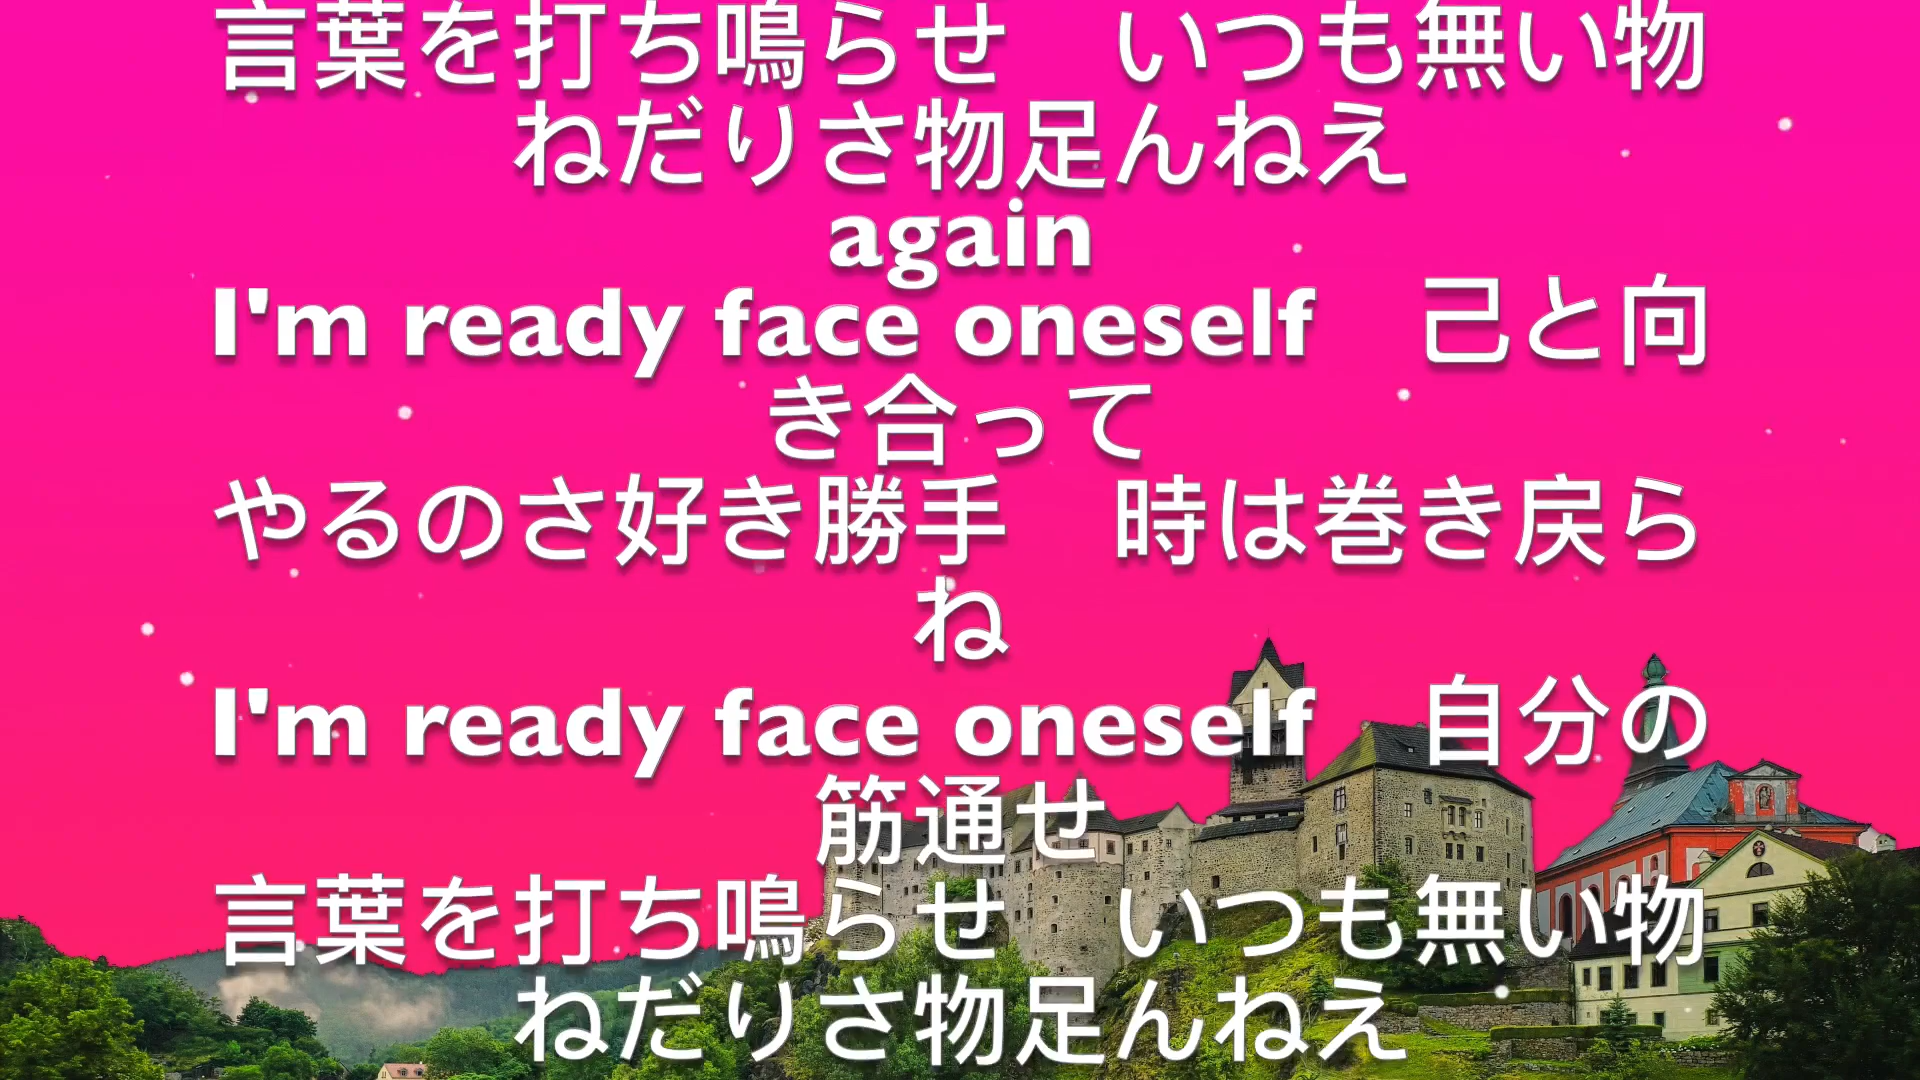 言葉を打ち鳴らせ　いつも無い物
ねだりさ物足んねえ
again
I'm ready face oneself　己と向
き合って
やるのさ好き勝手　時は巻き戻ら
ね
I'm ready face oneself　自分の
筋通せ
言葉を打ち鳴らせ　いつも無い物
ねだりさ物足んねえ